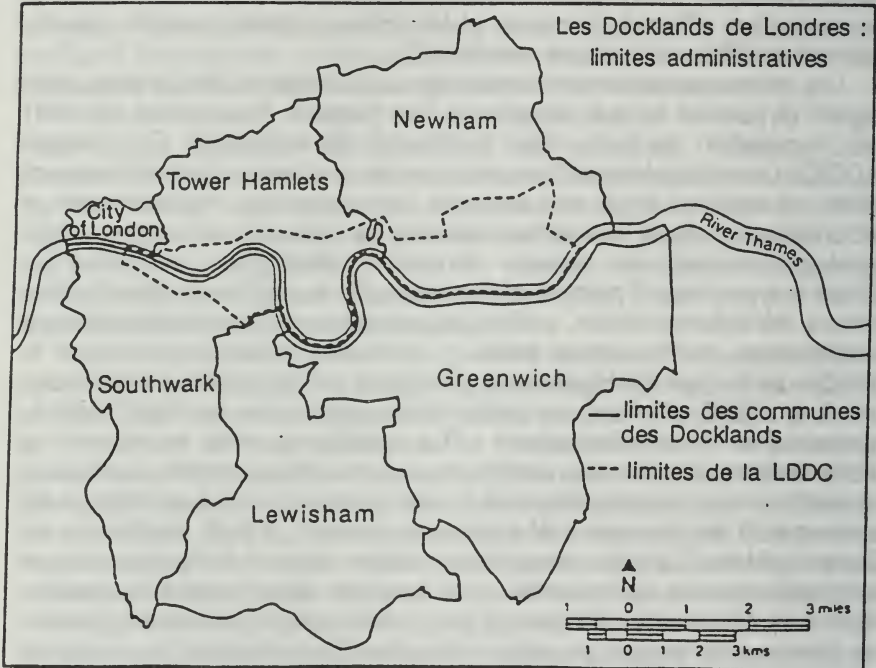 Les Docklands de Londres :
limites administratives
Newham
Tower Hamlets
City
of London
River Thames
Southwark
Greenwich
limites des communes
des Docklands
limites de la LDDC
Lewisham
N
1 0 1 2 3 miles
1 0 1 2 3 kms